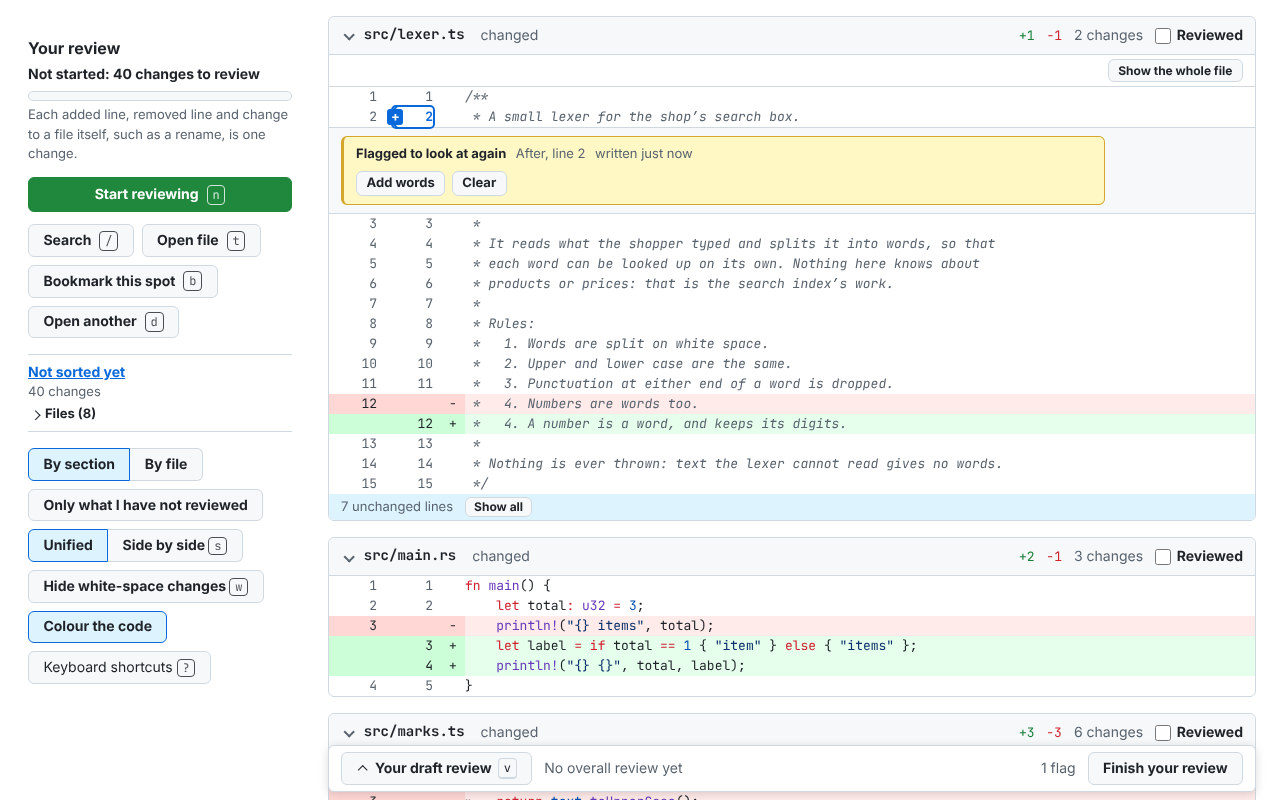 Your review
Not started: 40 changes to review
Each added line, removed line and change
to a file itself, such as a rename, is one
change.
Start reviewing n
Search / Open file t
Bookmark this spot b
Open another d
Not sorted yet
40 changes
Files (8)
By section By file
Only what I have not reviewed
Unified Side by side s
Hide white-space changes w
Colour the code
Keyboard shortcuts ?
src/lexer.ts changed +1 -1 2 changes Reviewed
Show the whole file
1 1 /**
2 + 2 * A small lexer for the shop’s search box.
Flagged to look at again After, line 2 written just now
Add words Clear
3 3 *
4 4 * It reads what the shopper typed and splits it into words, so that
5 5 * each word can be looked up on its own. Nothing here knows about
6 6 * products or prices: that is the search index’s work.
7 7 *
8 8 * Rules:
9 9 *   1. Words are split on white space.
10 10 *   2. Upper and lower case are the same.
11 11 *   3. Punctuation at either end of a word is dropped.
12 - *   4. Numbers are words too.
12 + *   4. A number is a word, and keeps its digits.
13 13 *
14 14 * Nothing is ever thrown: text the lexer cannot read gives no words.
15 15 */
7 unchanged lines Show all
src/main.rs changed +2 -1 3 changes Reviewed
1 1 fn main() {
2 2     let total: u32 = 3;
3 -     println!("{} items", total);
3 +     let label = if total == 1 { "item" } else { "items" };
4 +     println!("{} {}", total, label);
4 5 }
src/marks.ts changed +3 -3 6 changes Reviewed
Your draft review v No overall review yet 1 flag Finish your review